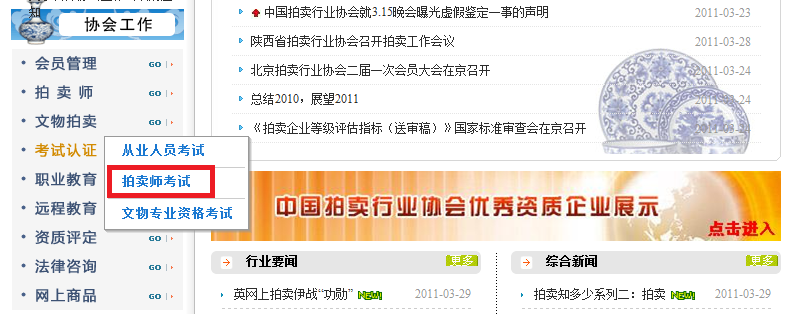 知
协会工作
· 会员管理 GO
· 拍卖师 GO
· 文物拍卖 GO
· 考试认证
· 职业教育
· 远程教育
· 资质评定 GO
· 法律咨询 GO
· 网上商品 GO
从业人员考试
拍卖师考试
文物专业资格考试
中国拍卖行业协会就3.15晚会曝光虚假鉴定一事的声明 2011-03-23
陕西省拍卖行业协会召开拍卖工作会议 2011-03-28
北京拍卖行业协会二届一次会员大会在京召开 2011-03-24
总结2010，展望2011 2011-03-24
《拍卖企业等级评估指标（送审稿）》国家标准审查会在京召开 2011-03-24
中国拍卖行业协会优秀资质企业展示
点击进入
行业要闻 更多
英网上拍卖伊战“功勋” NEW! 2011-03-29
综合新闻 更多
拍卖知多少系列二：拍卖 NEW! 2011-03-29